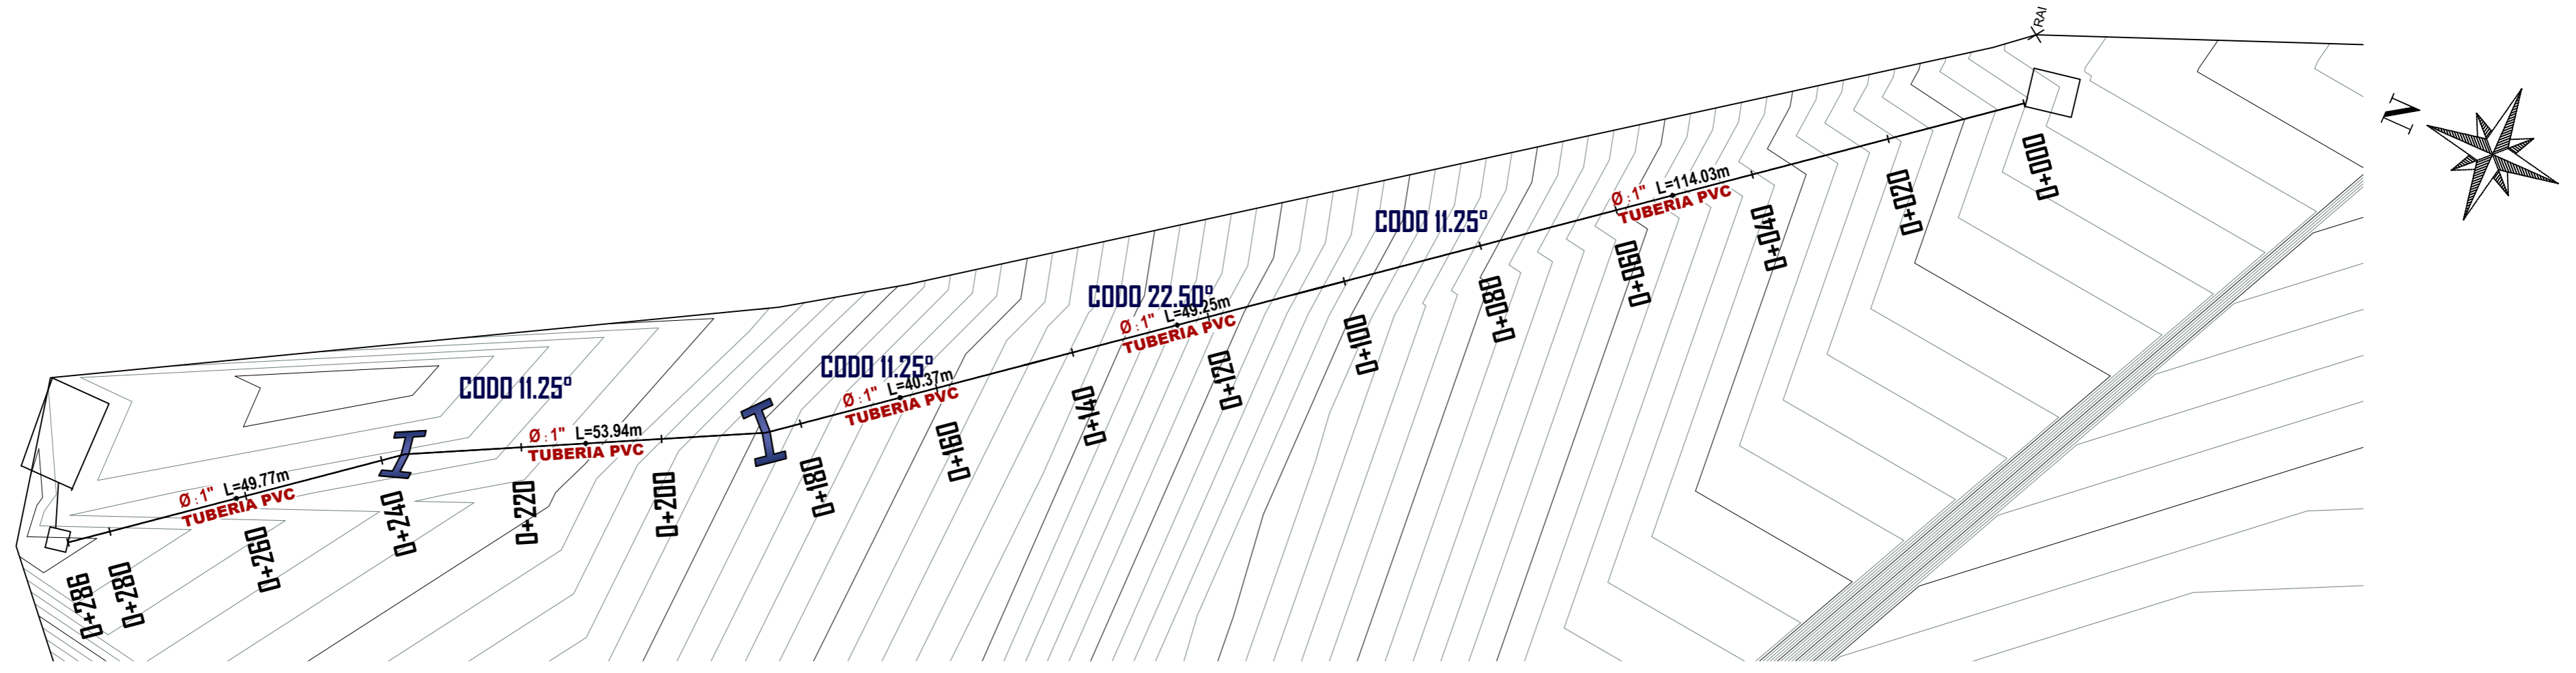 RAI
N
CODO 11.25°
Ø : 1" L=114.03m
TUBERIA PVC
CODO 22.50°
Ø : 1" L=49.25m
TUBERIA PVC
CODO 11.25°
Ø : 1" L=40.37m
TUBERIA PVC
CODO 11.25°
Ø : 1" L=53.94m
TUBERIA PVC
Ø : 1" L=49.77m
TUBERIA PVC
0+286
0+280
0+260
0+240
0+220
0+200
0+180
0+160
0+140
0+120
0+100
0+080
0+060
0+040
0+020
0+000